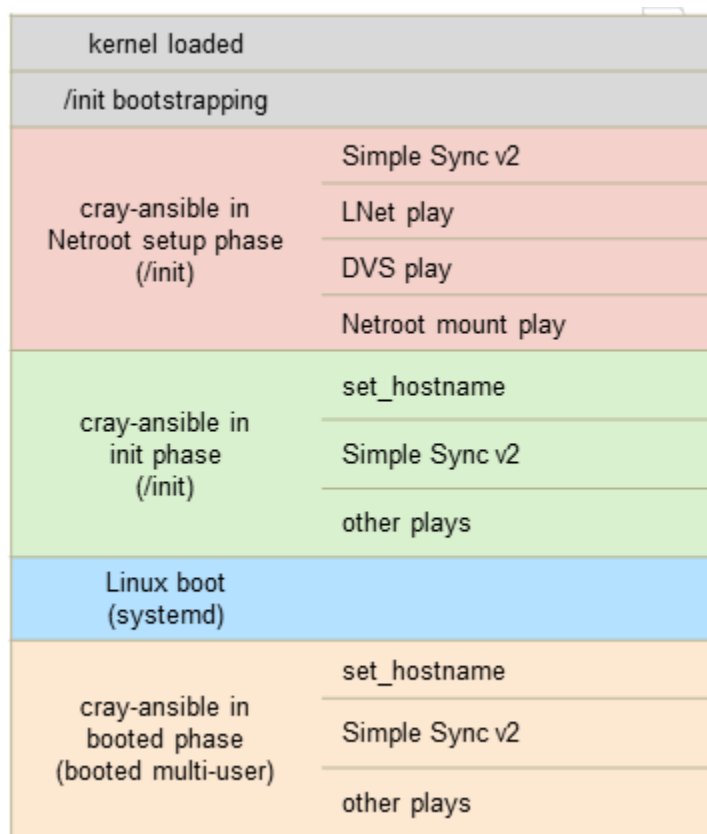 kernel loaded
/init bootstrapping
cray-ansible in
Netroot setup phase
(/init)
Simple Sync v2
LNet play
DVS play
Netroot mount play
cray-ansible in
init phase
(/init)
set_hostname
Simple Sync v2
other plays
Linux boot
(systemd)
cray-ansible in
booted phase
(booted multi-user)
set_hostname
Simple Sync v2
other plays